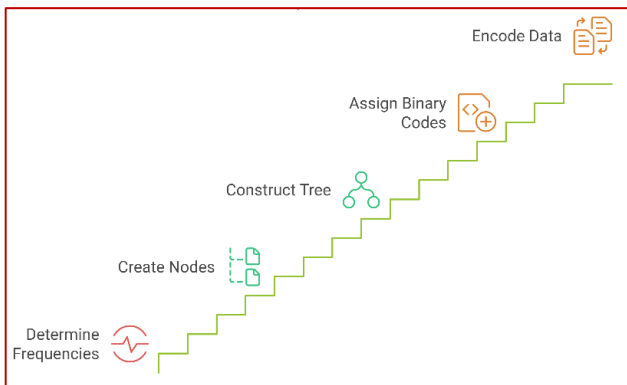 Encode Data
Assign Binary
Codes
Construct Tree
Create Nodes
Determine
Frequencies